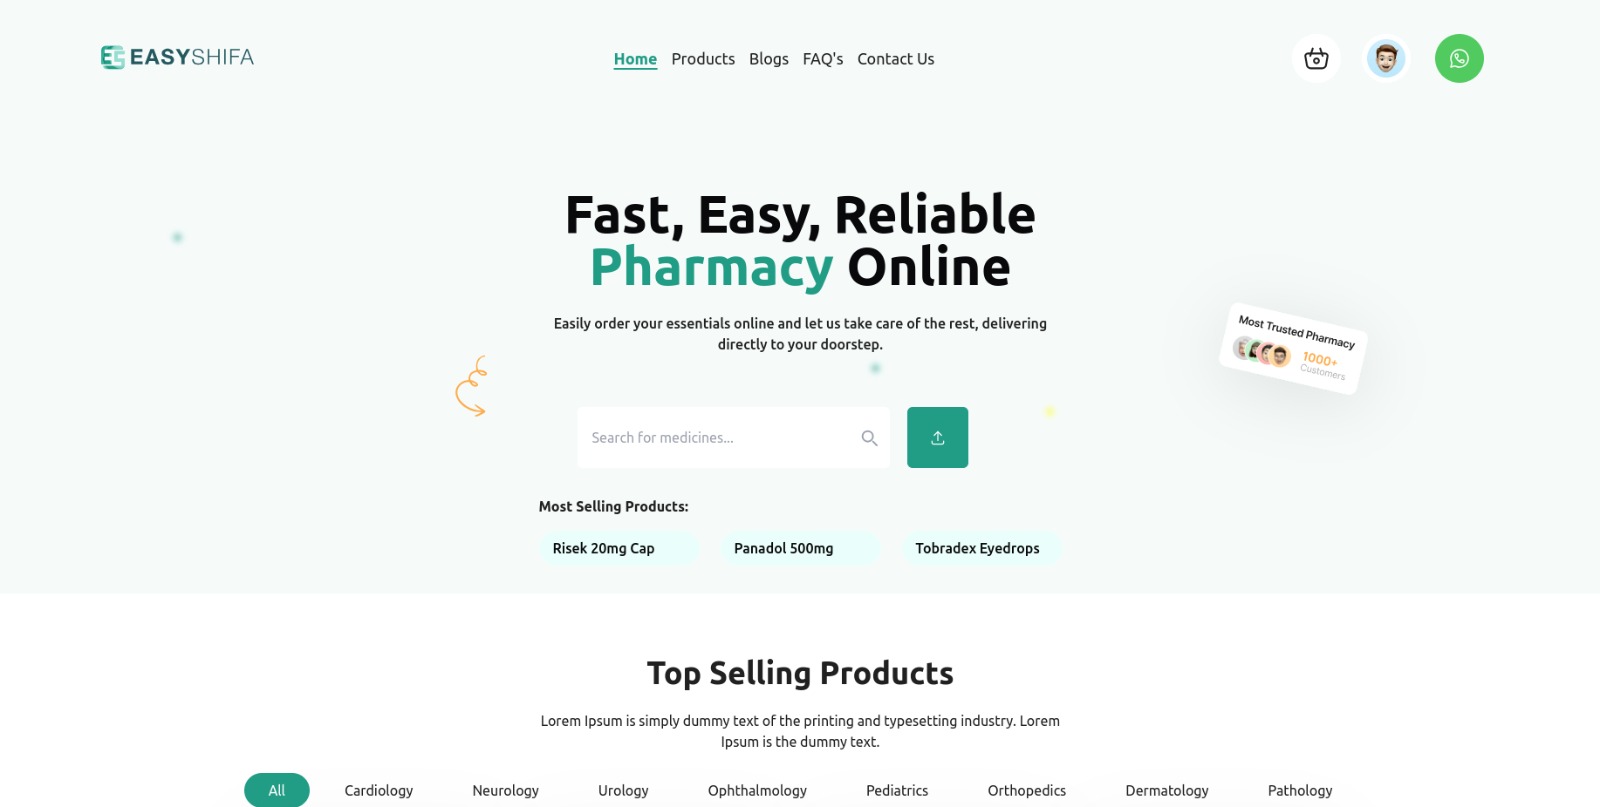 EASYSHIFA
Home Products Blogs FAQ's Contact Us
Fast, Easy, Reliable
Pharmacy Online
Easily order your essentials online and let us take care of the rest, delivering
directly to your doorstep.
Most Trusted Pharmacy
1000+
Customers
Search for medicines...
Most Selling Products:
Risek 20mg Cap Panadol 500mg Tobradex Eyedrops
Top Selling Products
Lorem Ipsum is simply dummy text of the printing and typesetting industry. Lorem
Ipsum is the dummy text.
All Cardiology Neurology Urology Ophthalmology Pediatrics Orthopedics Dermatology Pathology